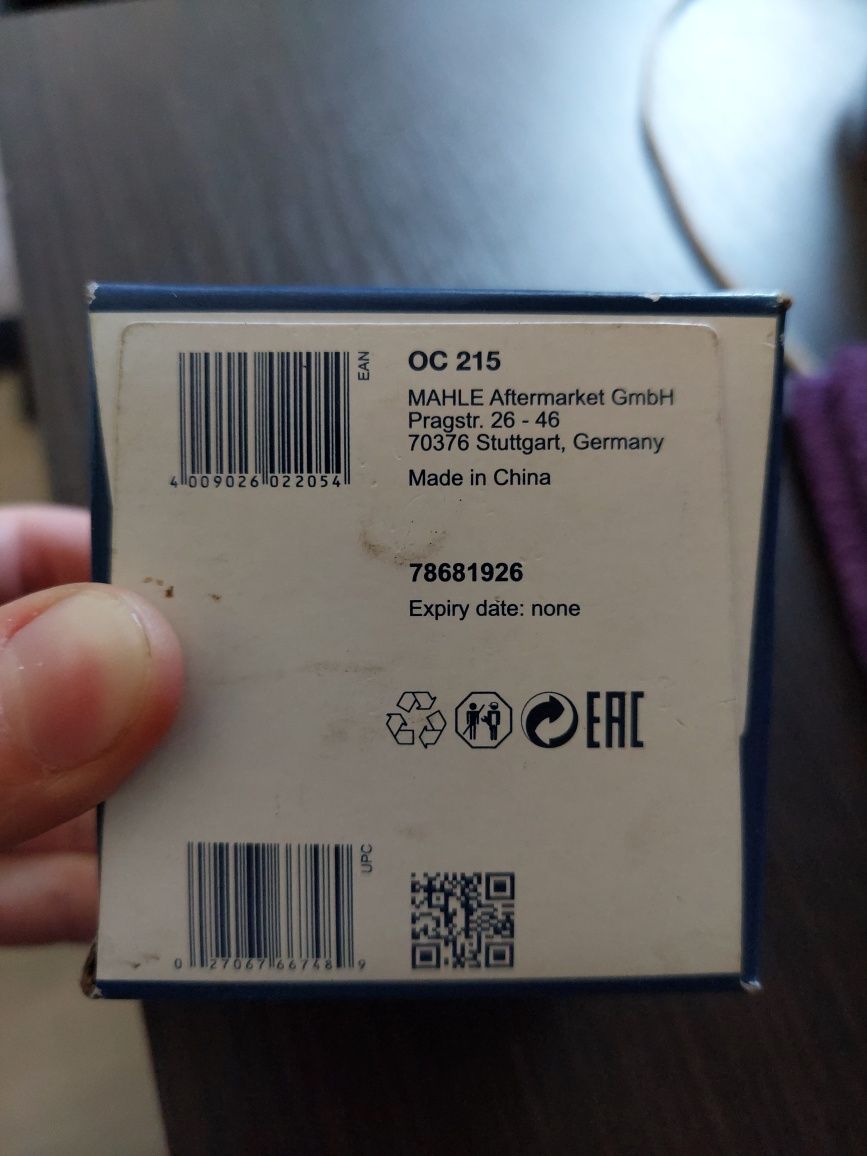 EAN
4 009026 022054
OC 215
MAHLE Aftermarket GmbH
Pragstr. 26 - 46
70376 Stuttgart, Germany
Made in China
78681926
Expiry date: none
EAC
UPC
0 27067 66748 9